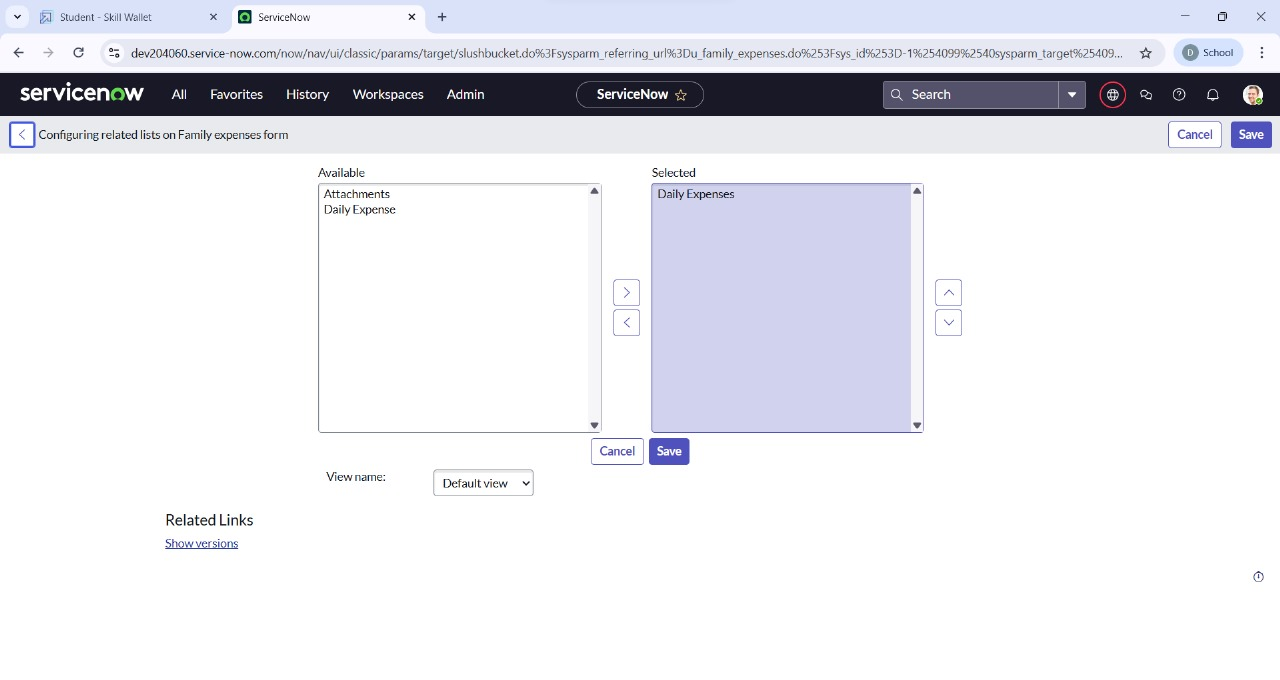 Student - Skill Wallet
ServiceNow
dev204060.service-now.com/now/nav/ui/classic/params/target/slushbucket.do%3Fsysparm_referring_url%3Du_family_expenses.do%253Fsys_id%253D-1%254099%2540sysparm_target%25409...
D School
servicenow All Favorites History Workspaces Admin
ServiceNow
Search
Configuring related lists on Family expenses form
Cancel Save
Available Selected
Attachments
Daily Expense
Daily Expenses
Cancel Save
View name: Default view
Related Links
Show versions